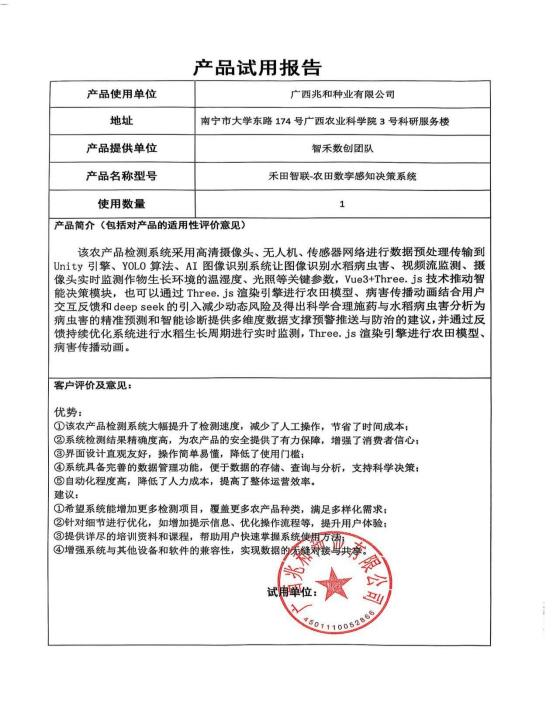 产品试用报告
产品使用单位 广西兆和种业有限公司
地址 南宁市大学东路 174 号广西农业科学院 3 号科研服务楼
产品提供单位 智禾数创团队
产品名称型号 禾田智联-农田数孪感知决策系统
使用数量 1
产品简介（包括对产品的适用性评价意见）
该农产品检测系统采用高清摄像头、无人机、传感器网络进行数据预处理传输到
Unity 引擎、YOLO 算法、AI 图像识别系统让图像识别水稻病虫害、视频流监测、摄
像头实时监测作物生长环境的温湿度、光照等关键参数，Vue3+Three.js 技术推动智
能决策模块，也可以通过 Three.js 渲染引擎进行农田模型、病害传播动画结合用户
交互反馈和 deep seek 的引入减少动态风险及得出科学合理施药与水稻病虫害分析为
病虫害的精准预测和智能诊断提供多维度数据支撑预警推送与防治的建议，并通过反
馈持续优化系统进行水稻生长周期进行实时监测，Three.js 渲染引擎进行农田模型、
病害传播动画。
客户评价及意见：
优势：
①该农产品检测系统大幅提升了检测速度，减少了人工操作，节省了时间成本；
②系统检测结果精确度高，为农产品的安全提供了有力保障，增强了消费者信心；
③界面设计直观友好，操作简单易懂，降低了使用门槛；
④系统具备完善的数据管理功能，便于数据的存储、查询与分析，支持科学决策；
⑤自动化程度高，降低了人力成本，提高了整体运营效率。
建议：
①希望系统能增加更多检测项目，覆盖更多农产品种类，满足多样化需求；
②针对细节进行优化，如增加提示信息、优化操作流程等，提升用户体验；
③提供详尽的培训资料和课程，帮助用户快速掌握系统使用方法；
④增强系统与其他设备和软件的兼容性，实现数据的无缝对接与共享。
试用单位：
广西兆和种业有限公司
4501110052866